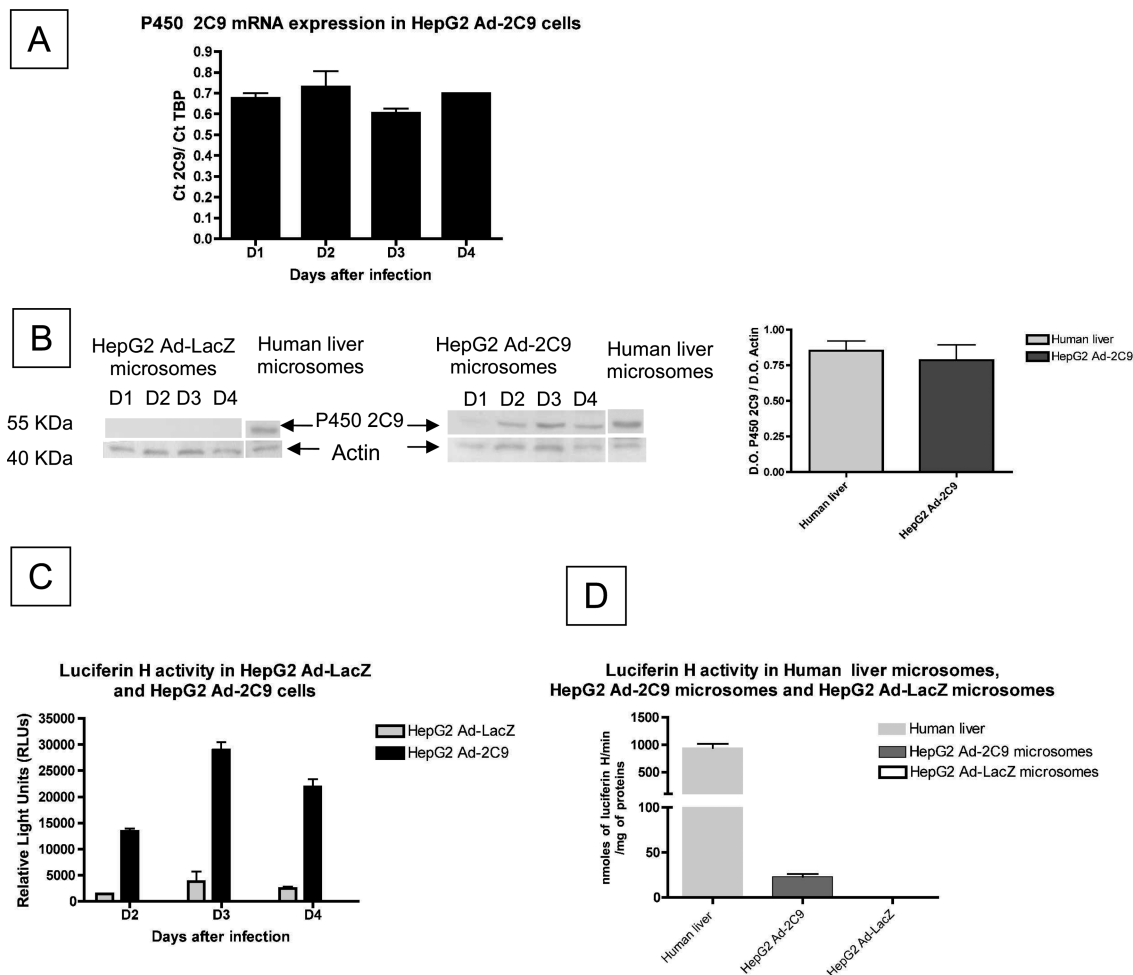 A
P450 2C9 mRNA expression in HepG2 Ad-2C9 cells
Ct 2C9/ Ct TBP
0.9
0.8
0.7
0.6
0.5
0.4
0.3
0.2
0.1
0.0
D1 D2 D3 D4
Days after infection
B
HepG2 Ad-LacZ
microsomes
Human liver
microsomes
HepG2 Ad-2C9
microsomes
Human liver
microsomes
D1 D2 D3 D4
D1 D2 D3 D4
55 KDa
P450 2C9
40 KDa
Actin
D.O. P450 2C9 / D.O. Actin
1.00
0.75
0.50
0.25
0.00
Human liver
HepG2 Ad-2C9
Human liver
HepG2 Ad-2C9
C
Luciferin H activity in HepG2 Ad-LacZ
and HepG2 Ad-2C9 cells
Relative Light Units (RLUs)
35000
30000
25000
20000
15000
10000
5000
0
D2 D3 D4
Days after infection
HepG2 Ad-LacZ
HepG2 Ad-2C9
D
Luciferin H activity in Human liver microsomes,
HepG2 Ad-2C9 microsomes and HepG2 Ad-LacZ microsomes
nmoles of luciferin H/min
/mg of proteins
1500
1000
500
100
50
0
Human liver
HepG2 Ad-2C9
HepG2 Ad-LacZ
Human liver
HepG2 Ad-2C9 microsomes
HepG2 Ad-LacZ microsomes